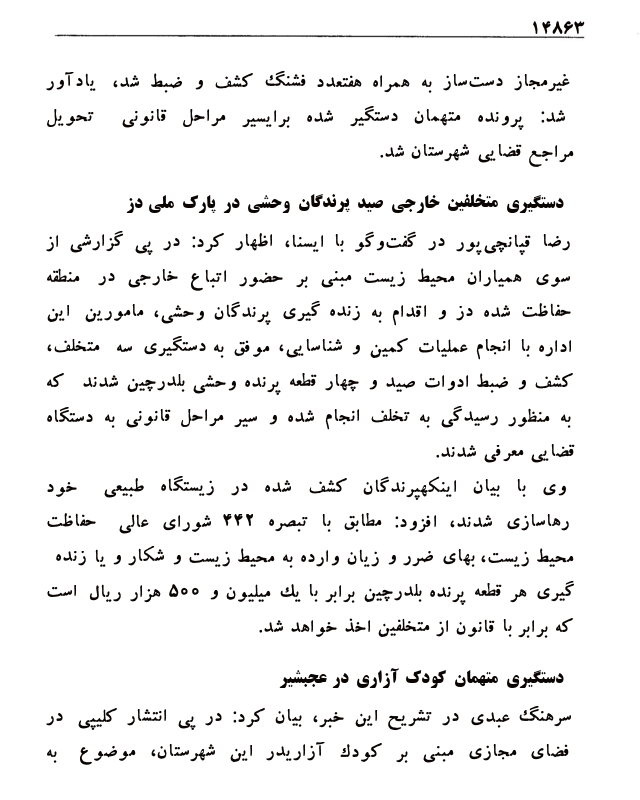 ۱۴۸۶۳
غیرمجاز دست‌ساز به همراه هفتعدد فشنگ کشف و ضبط شد، یادآور
شد: پرونده متهمان دستگیر شده برایسیر مراحل قانونی تحویل
مراجع قضایی شهرستان شد.
دستگیری متخلفین خارجی صید پرندگان وحشی در پارک ملی دز
رضا قپانچی‌پور در گفت‌وگو با ایسنا، اظهار کرد: در پی گزارشی از
سوی همیاران محیط زیست مبنی بر حضور اتباع خارجی در منطقه
حفاظت شده دز و اقدام به زنده گیری پرندگان وحشی، مامورین این
اداره با انجام عملیات کمین و شناسایی، موفق به دستگیری سه متخلف،
کشف و ضبط ادوات صید و چهار قطعه پرنده وحشی بلدرچین شدند که
به منظور رسیدگی به تخلف انجام شده و سیر مراحل قانونی به دستگاه
قضایی معرفی شدند.
وی با بیان اینکهپرندگان کشف شده در زیستگاه طبیعی خود
رهاسازی شدند، افزود: مطابق با تبصره ۴۴۲ شورای عالی حفاظت
محیط زیست، بهای ضرر و زیان وارده به محیط زیست و شکار و یا زنده
گیری هر قطعه پرنده بلدرچین برابر با یك میلیون و ۵۰۰ هزار ریال است
که برابر با قانون از متخلفین اخذ خواهد شد.
دستگیری متهمان کودک آزاری در عجبشیر
سرهنگ عبدی در تشریح این خبر، بیان کرد: در پی انتشار کلیپی در
فضای مجازی مبنی بر کودك آزاریدر این شهرستان، موضوع به